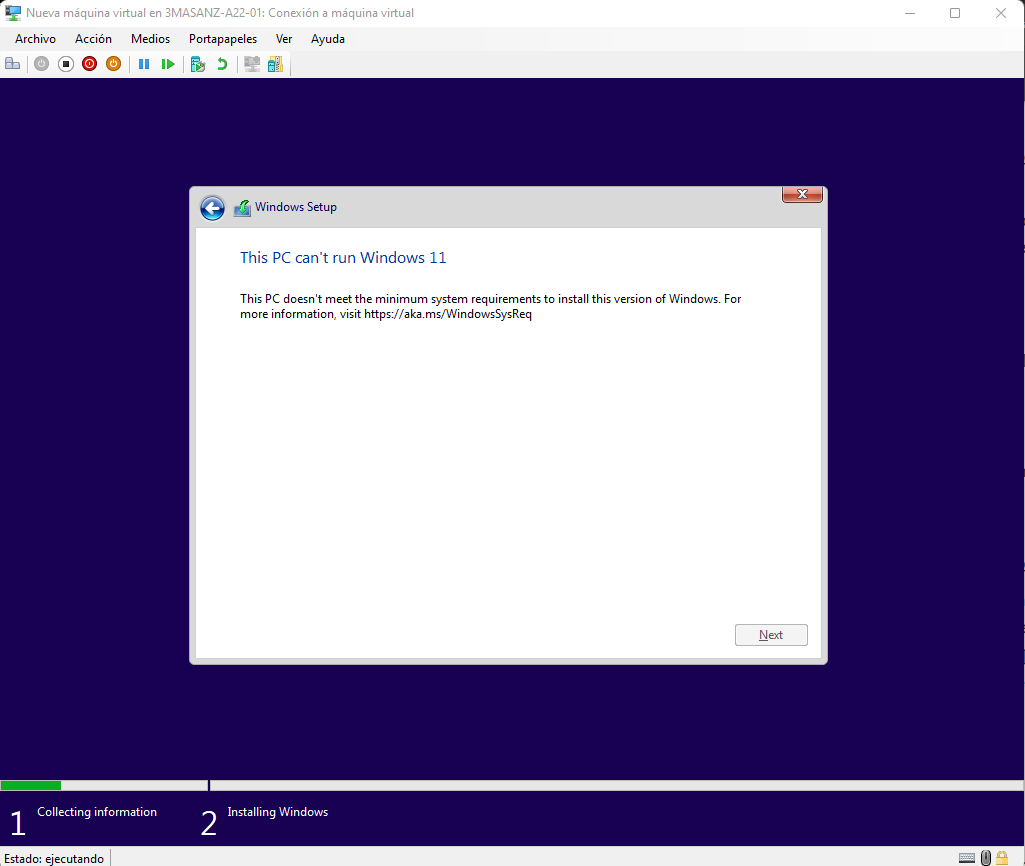 Nueva máquina virtual en 3MASANZ-A22-01: Conexión a máquina virtual
Archivo Acción Medios Portapapeles Ver Ayuda
Windows Setup
This PC can't run Windows 11
This PC doesn't meet the minimum system requirements to install this version of Windows. For
more information, visit https://aka.ms/WindowsSysReq
Next
1 Collecting information 2 Installing Windows
Estado: ejecutando